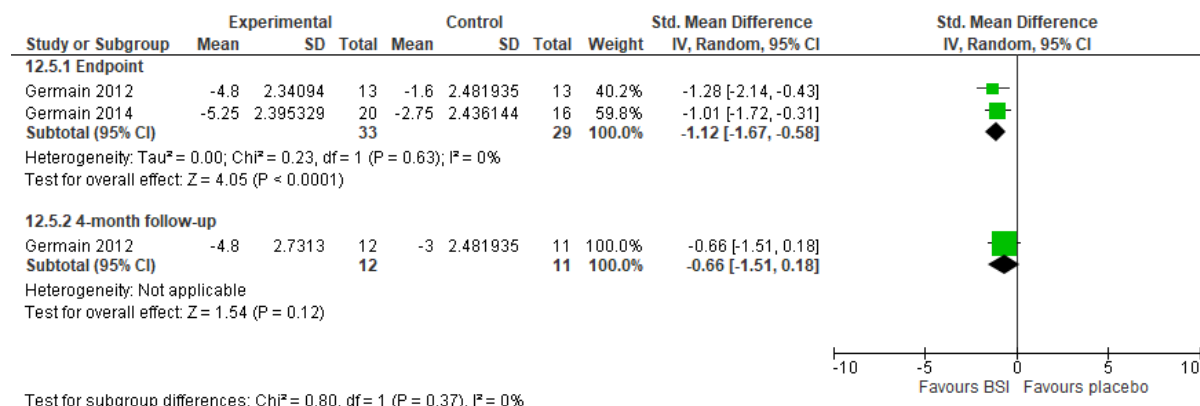 Experimental Control Std. Mean Difference Std. Mean Difference
Study or Subgroup Mean SD Total Mean SD Total Weight IV, Random, 95% CI IV, Random, 95% CI
12.5.1 Endpoint
Germain 2012 -4.8 2.34094 13 -1.6 2.481935 13 40.2% -1.28 [-2.14, -0.43]
Germain 2014 -5.25 2.395329 20 -2.75 2.436144 16 59.8% -1.01 [-1.72, -0.31]
Subtotal (95% CI) 33 29 100.0% -1.12 [-1.67, -0.58]
Heterogeneity: Tau² = 0.00; Chi² = 0.23, df = 1 (P = 0.63); I² = 0%
Test for overall effect: Z = 4.05 (P < 0.0001)
12.5.2 4-month follow-up
Germain 2012 -4.8 2.7313 12 -3 2.481935 11 100.0% -0.66 [-1.51, 0.18]
Subtotal (95% CI) 12 11 100.0% -0.66 [-1.51, 0.18]
Heterogeneity: Not applicable
Test for overall effect: Z = 1.54 (P = 0.12)
-10 -5 0 5 10
Favours BSI Favours placebo
Test for subgroup differences: Chi² = 0.80, df = 1 (P = 0.37), I² = 0%